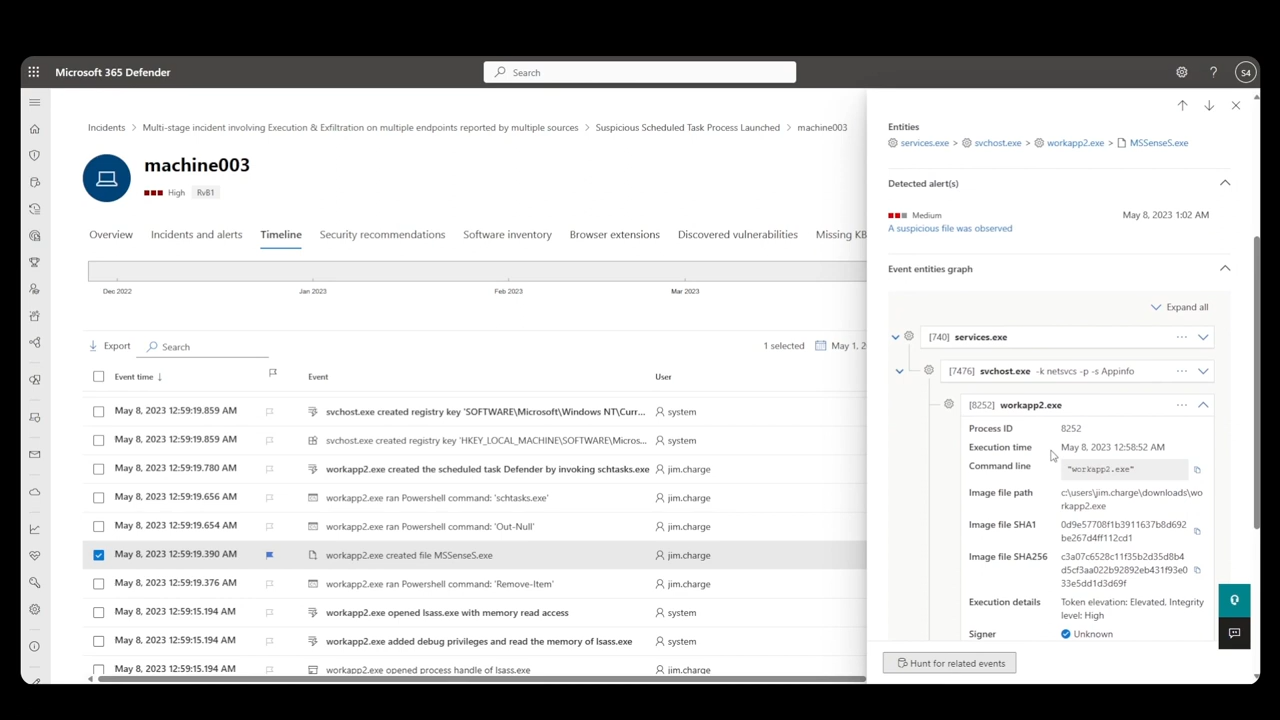 Microsoft 365 Defender
Search
S4
Incidents > Multi-stage incident involving Execution & Exfiltration on multiple endpoints reported by multiple sources > Suspicious Scheduled Task Process Launched > machine003
machine003
High RvB1
Overview Incidents and alerts Timeline Security recommendations Software inventory Browser extensions Discovered vulnerabilities Missing KB
Dec 2022 Jan 2023 Feb 2023 Mar 2023
Export Search 1 selected May 1, 2
Event time ↓ Event User
May 8, 2023 12:59:19.859 AM svchost.exe created registry key 'SOFTWARE\Microsoft\Windows NT\Curr... system
May 8, 2023 12:59:19.859 AM svchost.exe created registry key 'HKEY_LOCAL_MACHINE\SOFTWARE\Micros... system
May 8, 2023 12:59:19.780 AM workapp2.exe created the scheduled task Defender by invoking schtasks.exe jim.charge
May 8, 2023 12:59:19.656 AM workapp2.exe ran Powershell command: 'schtasks.exe' jim.charge
May 8, 2023 12:59:19.654 AM workapp2.exe ran Powershell command: 'Out-Null' jim.charge
May 8, 2023 12:59:19.390 AM workapp2.exe created file MSSenseS.exe jim.charge
May 8, 2023 12:59:19.376 AM workapp2.exe ran Powershell command: 'Remove-Item' jim.charge
May 8, 2023 12:59:15.194 AM workapp2.exe opened lsass.exe with memory read access system
May 8, 2023 12:59:15.194 AM workapp2.exe added debug privileges and read the memory of lsass.exe system
May 8, 2023 12:59:15.194 AM workapp2.exe opened process handle of lsass.exe jim.charge
Entities
services.exe > svchost.exe > workapp2.exe > MSSenseS.exe
Detected alert(s)
Medium May 8, 2023 1:02 AM
A suspicious file was observed
Event entities graph
Expand all
[740] services.exe ...
[7476] svchost.exe -k netsvcs -p -s Appinfo ...
[8252] workapp2.exe ...
Process ID 8252
Execution time May 8, 2023 12:58:52 AM
Command line "workapp2.exe"
Image file path c:\users\jim.charge\downloads\wo
rkapp2.exe
Image file SHA1 0d9e57708f1b3911637b8d692
be267d4ff112cd1
Image file SHA256 c3a07c6528c11f35b2d35d8b4
d5cf3aa022b92892eb431f93e0
33e5dd1d3d69f
Execution details Token elevation: Elevated, Integrity
level: High
Signer Unknown
Hunt for related events